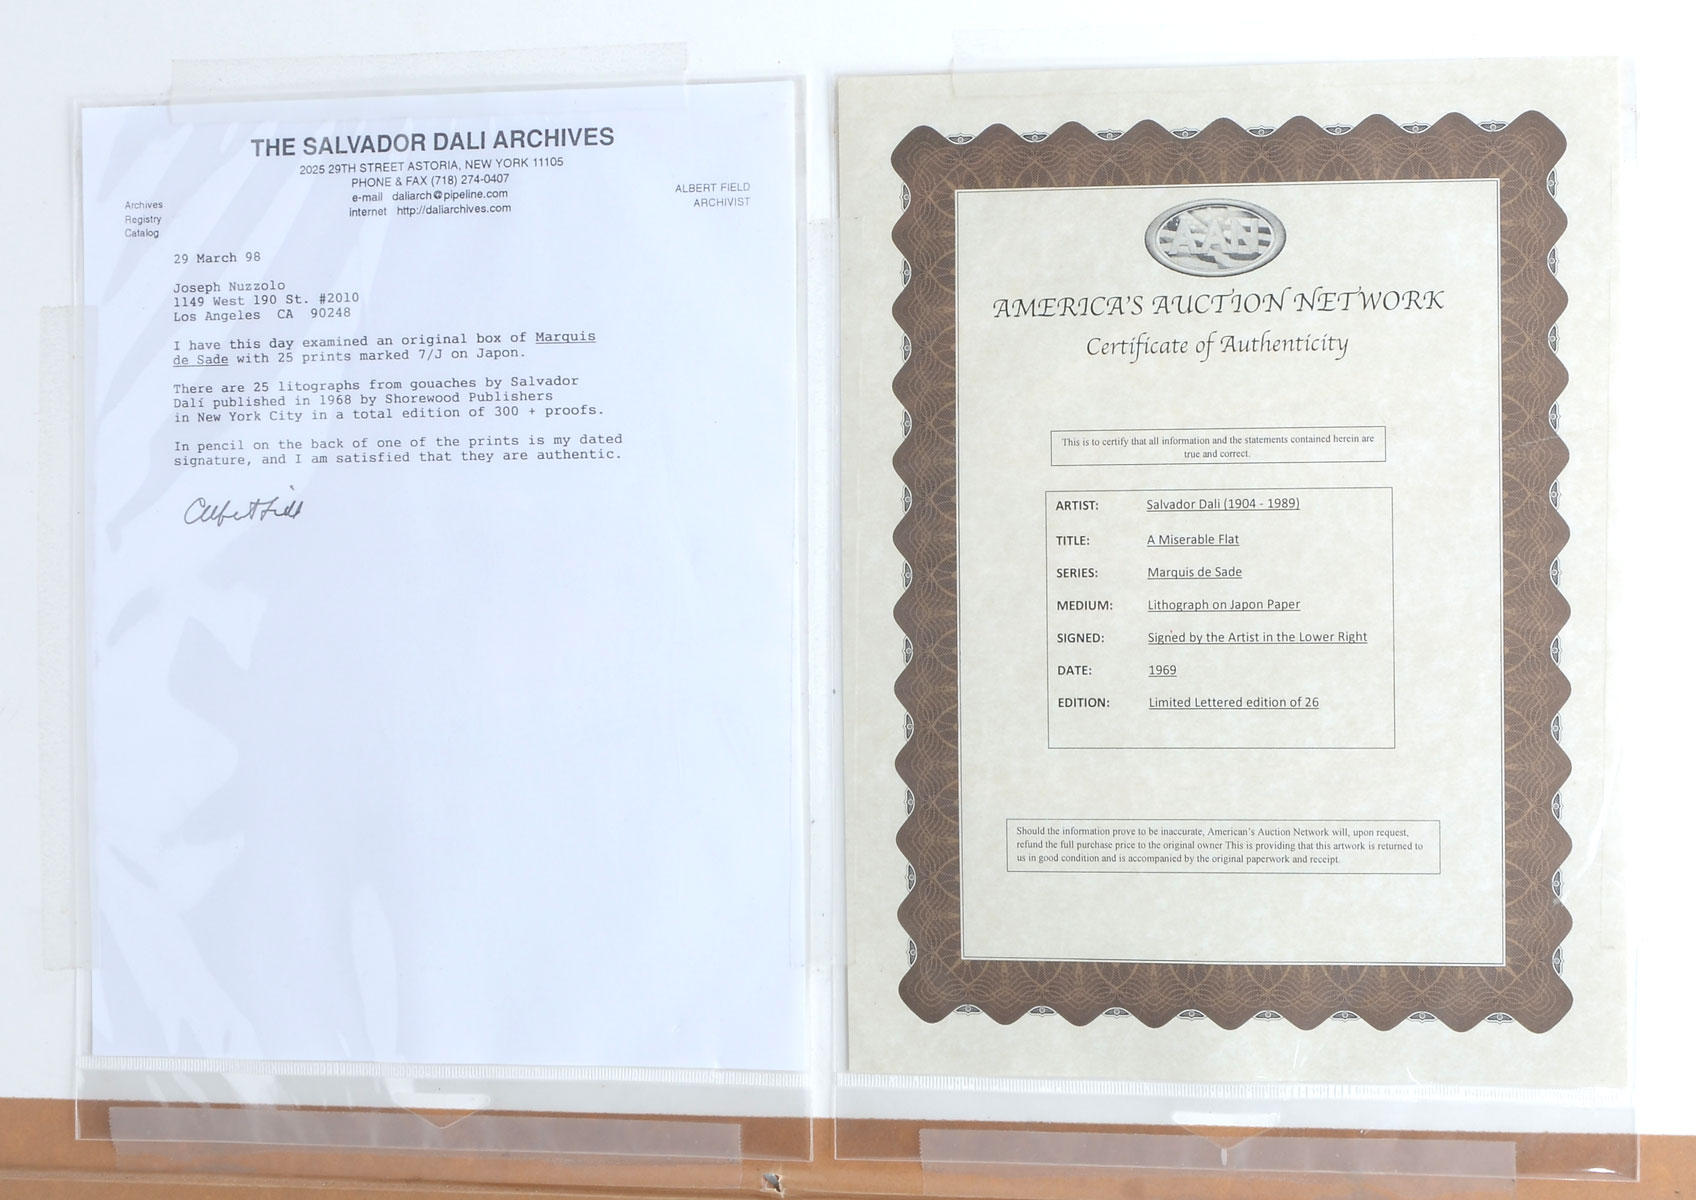 THE SALVADOR DALI ARCHIVES
2025 29TH STREET ASTORIA, NEW YORK 11105
PHONE & FAX (718) 274-0407
e-mail daliarch@pipeline.com
internet http://daliarchives.com
ALBERT FIELD
ARCHIVIST
Archives
Registry
Catalog
29 March 98
Joseph Nuzzolo
1149 West 190 St. #2010
Los Angeles CA 90248
I have this day examined an original box of Marquis
de Sade with 25 prints marked 7/J on Japon.
There are 25 litographs from gouaches by Salvador
Dalí published in 1968 by Shorewood Publishers
in New York City in a total edition of 300 + proofs.
In pencil on the back of one of the prints is my dated
signature, and I am satisfied that they are authentic.
Albert Field
AAN
AMERICA'S AUCTION NETWORK
Certificate of Authenticity
This is to certify that all information and the statements contained herein are
true and correct.
ARTIST: Salvador Dali (1904 - 1989)
TITLE: A Miserable Flat
SERIES: Marquis de Sade
MEDIUM: Lithograph on Japon Paper
SIGNED: Signed by the Artist in the Lower Right
DATE: 1969
EDITION: Limited Lettered edition of 26
Should the information prove to be inaccurate, American's Auction Network will, upon request,
refund the full purchase price to the original owner This is providing that this artwork is returned to
us in good condition and is accompanied by the original paperwork and receipt.